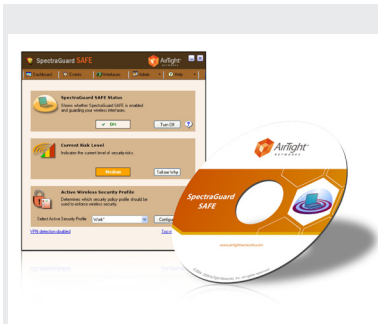 SpectraGuard SAFE
AirTight
Dashboard
Events
Interfaces
Admin
Help
SpectraGuard SAFE Status
Shows whether SpectraGuard SAFE is enabled
and guarding your wireless interfaces.
ON
Turn Off
Current Risk Level
Indicates the current level of security risks.
Medium
Tell me Why
Active Wireless Security Profile
Determines which security policy profile should be
used to enforce wireless security.
Select Active Security Profile
Work*
Configure
VPN detection disabled
AirTight
NETWORKS
SpectraGuard
SAFE
www.airtightnetworks.com